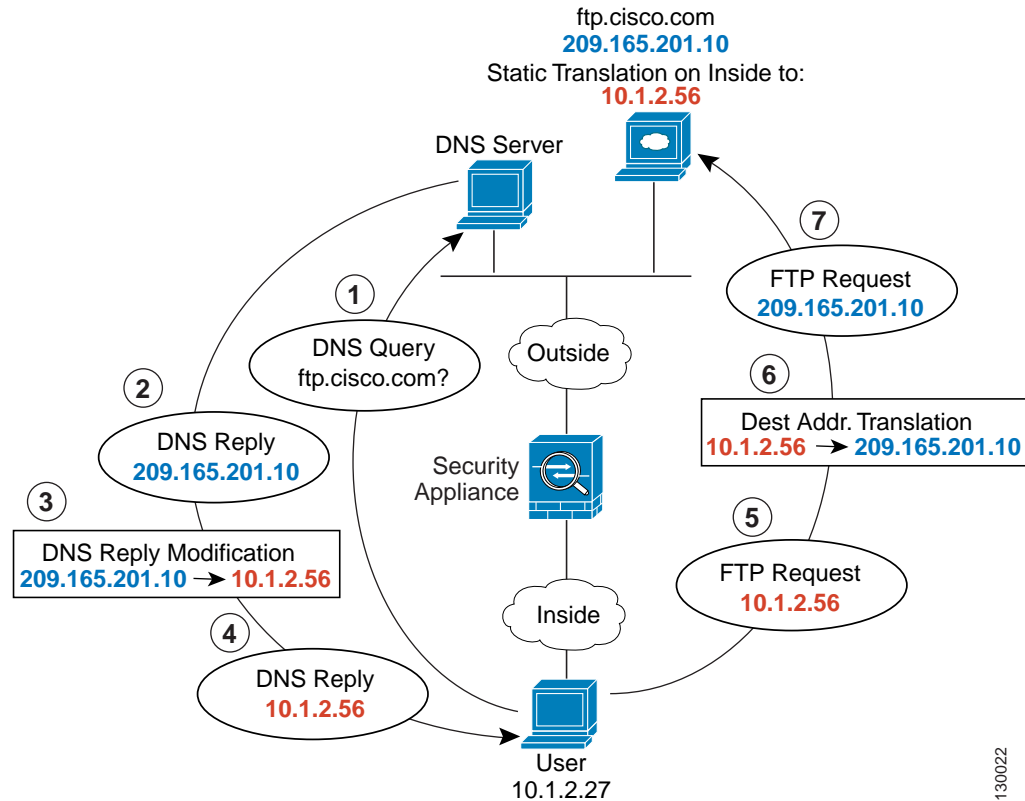 ftp.cisco.com
209.165.201.10
Static Translation on Inside to:
10.1.2.56
DNS Server
7
FTP Request
209.165.201.10
1
DNS Query
ftp.cisco.com?
Outside
6
Dest Addr. Translation
10.1.2.56 → 209.165.201.10
2
DNS Reply
209.165.201.10
Security
Appliance
3
DNS Reply Modification
209.165.201.10 → 10.1.2.56
5
FTP Request
10.1.2.56
Inside
4
DNS Reply
10.1.2.56
User
10.1.2.27
130022